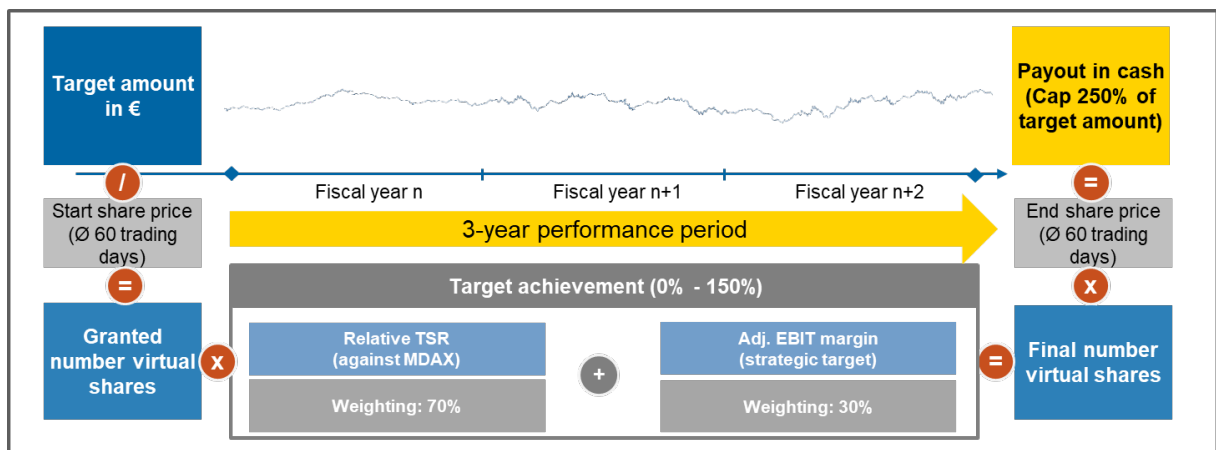 Target amount
in €
Payout in cash
(Cap 250% of
target amount)
/
Fiscal year n
Fiscal year n+1
Fiscal year n+2
=
Start share price
(Ø 60 trading
days)
3-year performance period
End share price
(Ø 60 trading
days)
=
Target achievement (0% - 150%)
x
Granted
number virtual
shares
x
Relative TSR
(against MDAX)
Weighting: 70%
+
Adj. EBIT margin
(strategic target)
Weighting: 30%
=
Final number
virtual shares